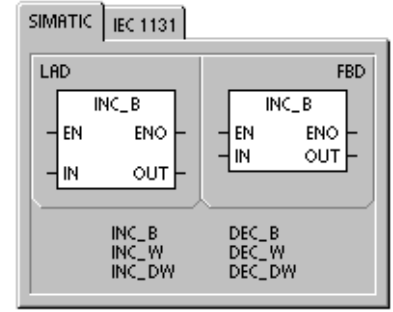 SIMATIC IEC 1131
LAD FBD
INC_B INC_B
EN ENO EN ENO
IN OUT IN OUT
INC_B DEC_B
INC_W DEC_W
INC_DW DEC_DW